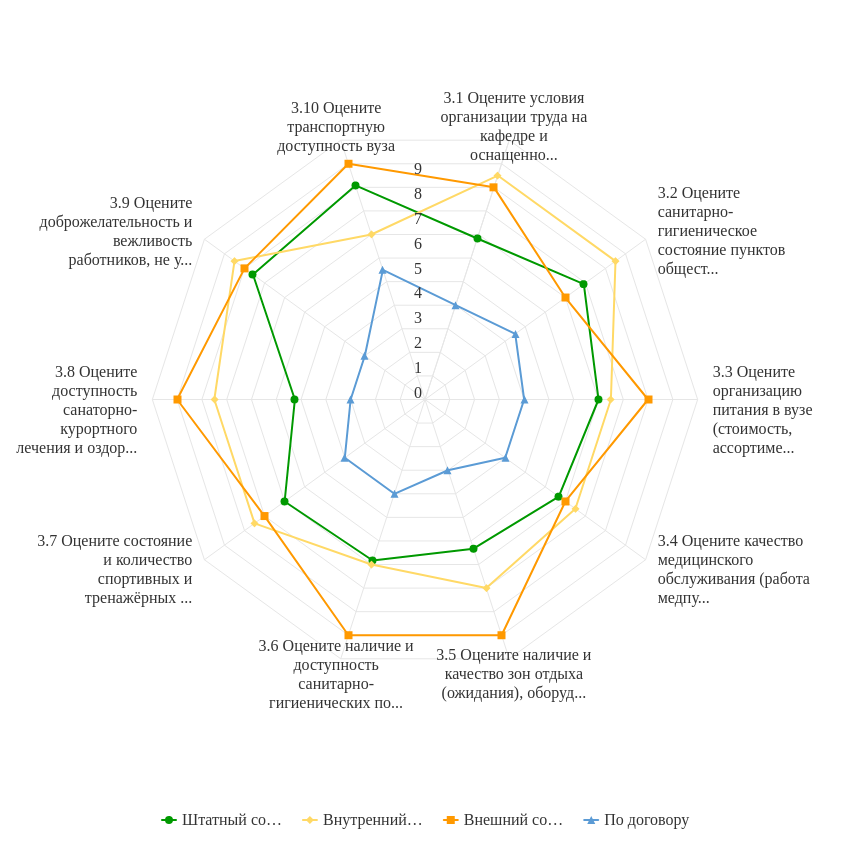 3.10 Оцените
транспортную
доступность вуза
3.1 Оцените условия
организации труда на
кафедре и
оснащенно...
3.2 Оцените
санитарно-
гигиеническое
состояние пунктов
общест...
3.3 Оцените
организацию
питания в вузе
(стоимость,
ассортиме...
3.4 Оцените качество
медицинского
обслуживания (работа
медпу...
3.5 Оцените наличие и
качество зон отдыха
(ожидания), оборуд...
3.6 Оцените наличие и
доступность
санитарно-
гигиенических по...
3.7 Оцените состояние
и количество
спортивных и
тренажёрных ...
3.8 Оцените
доступность
санаторно-
курортного
лечения и оздор...
3.9 Оцените
доброжелательность и
вежливость
работников, не у...
9
8
7
6
5
4
3
2
1
0
Штатный со… Внутренний… Внешний со… По договору